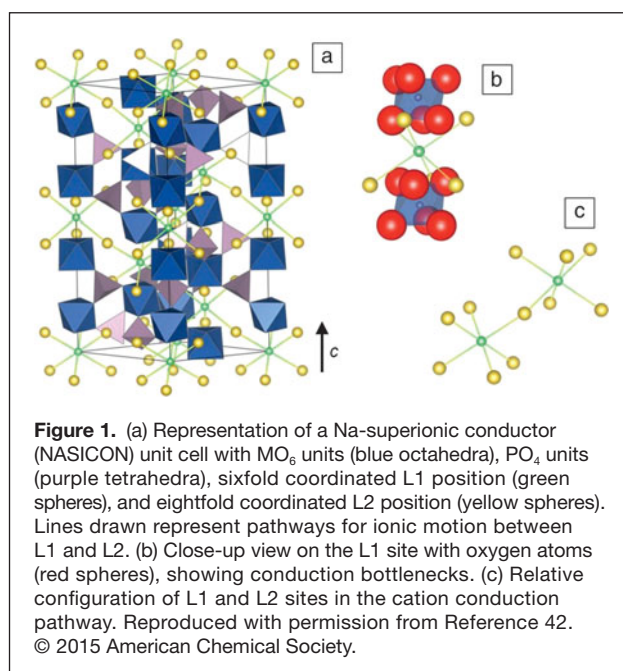 a
b
c
c
Figure 1. (a) Representation of a Na-superionic conductor
(NASICON) unit cell with MO6 units (blue octahedra), PO4 units
(purple tetrahedra), sixfold coordinated L1 position (green
spheres), and eightfold coordinated L2 position (yellow spheres).
Lines drawn represent pathways for ionic motion between
L1 and L2. (b) Close-up view on the L1 site with oxygen atoms
(red spheres), showing conduction bottlenecks. (c) Relative
configuration of L1 and L2 sites in the cation conduction
pathway. Reproduced with permission from Reference 42.
© 2015 American Chemical Society.